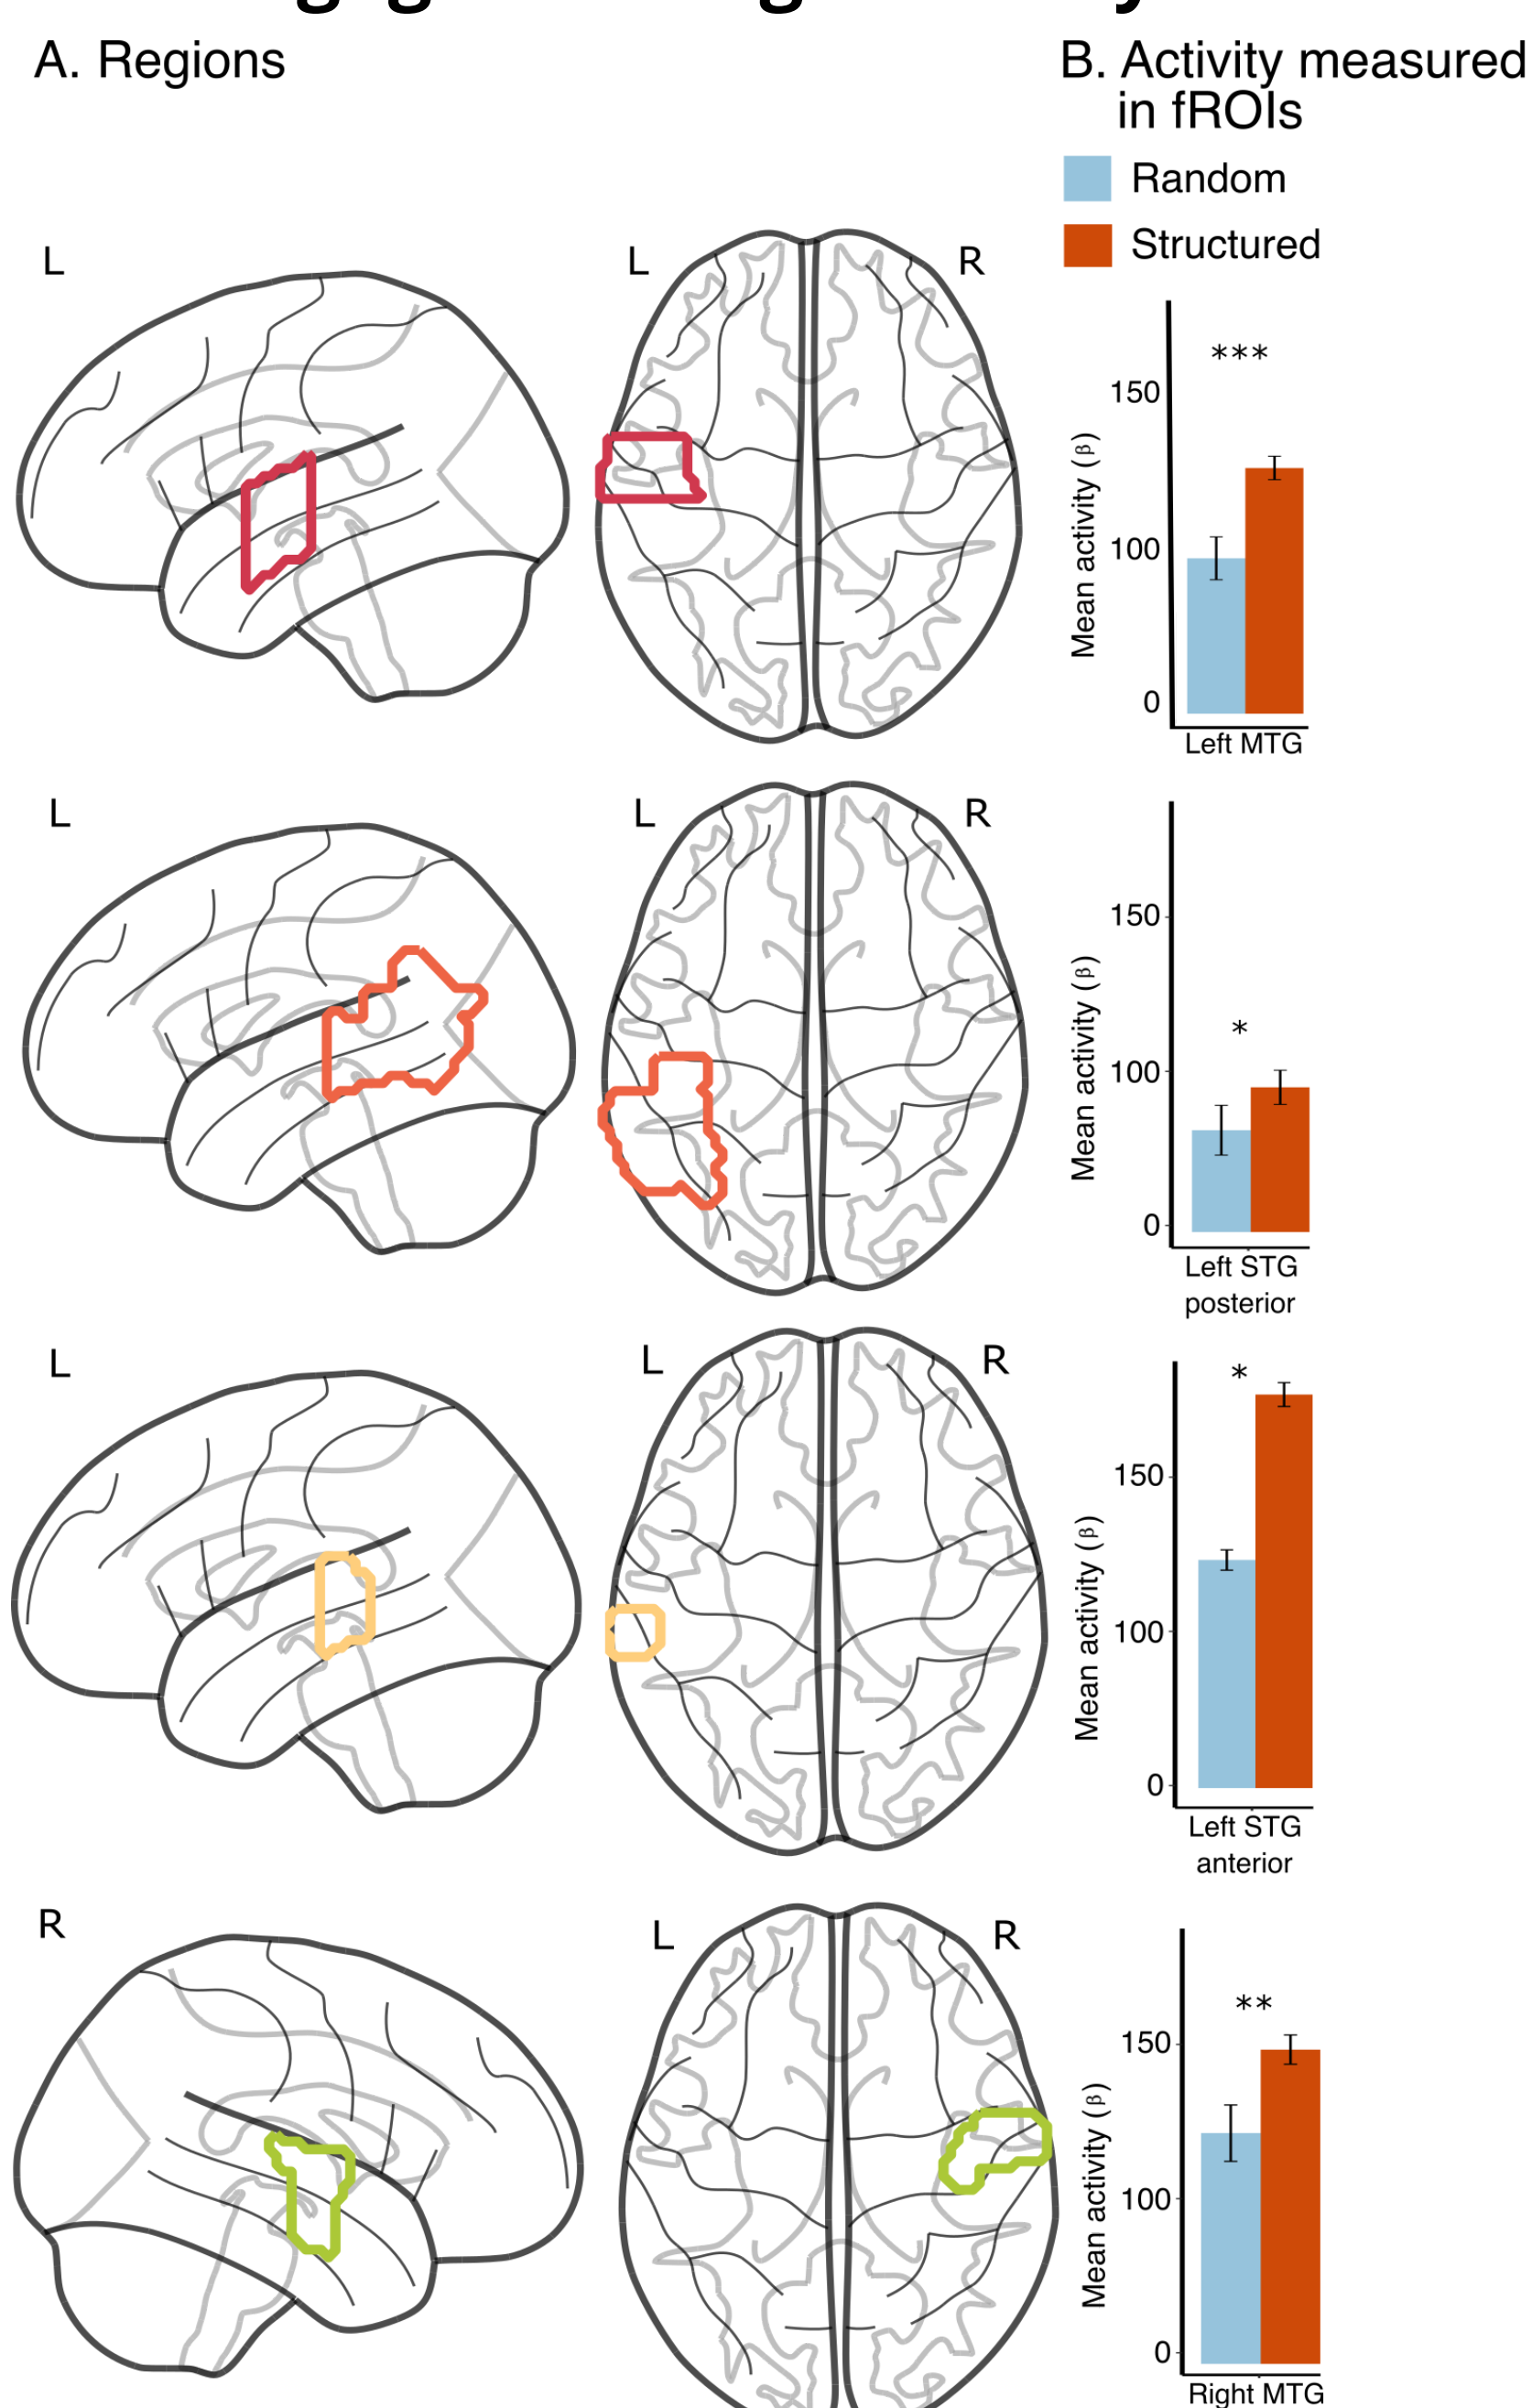 A. Regions
B. Activity measured
in fROIs
Random
Structured
L
L
R
***
150
100
0
Mean activity (β)
Left MTG
L
L
R
*
150
100
0
Mean activity (β)
Left STG
posterior
L
L
R
*
150
100
0
Mean activity (β)
Left STG
anterior
R
L
R
**
150
100
0
Mean activity (β)
Right MTG